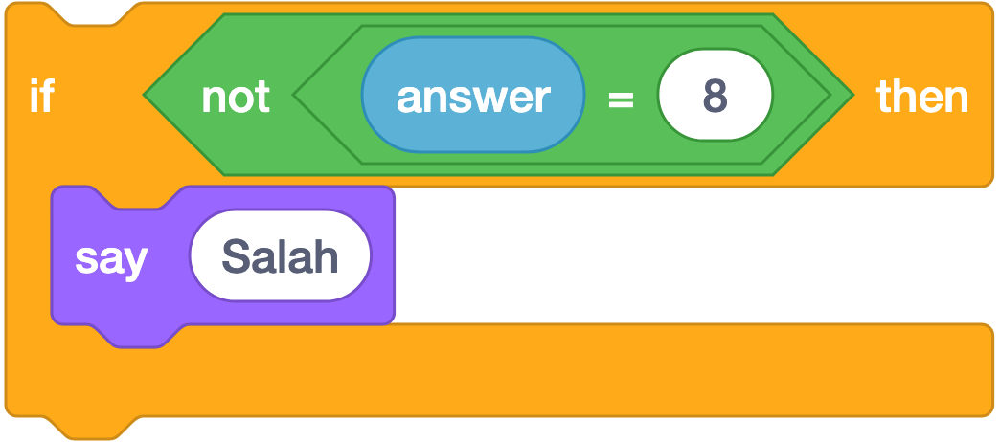 if not answer = 8 then
say Salah